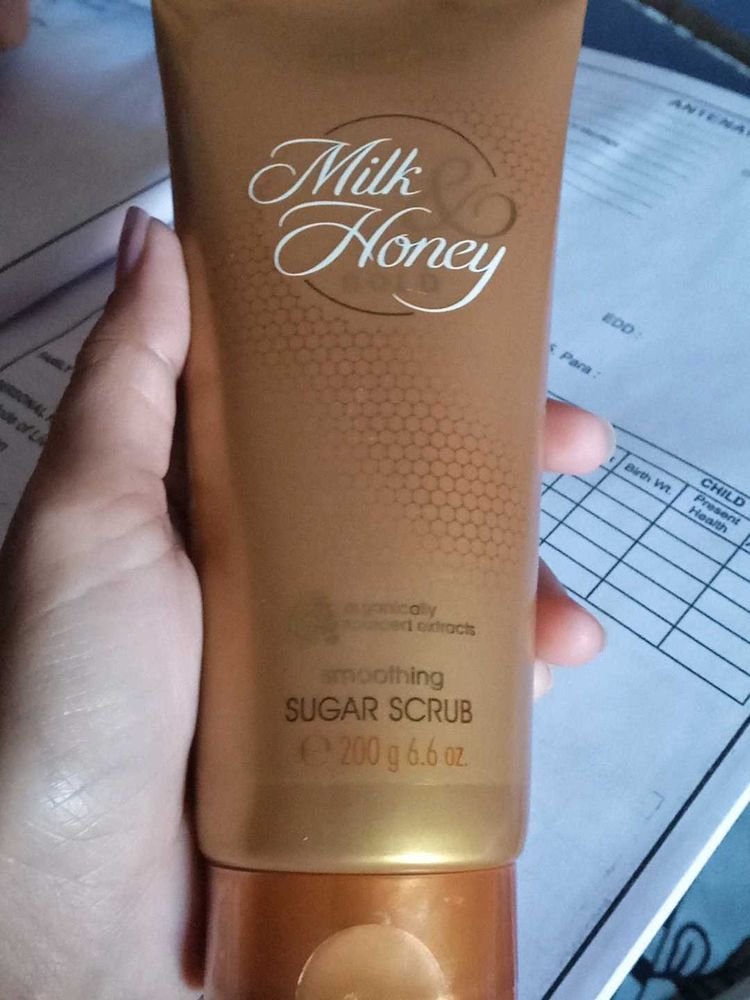 Milk &
Honey
GOLD
organically
sourced extracts
smoothing
SUGAR SCRUB
℮ 200 g 6.6 oz.
EDD :
Para :
Birth Wt.
CHILD
Present
Health